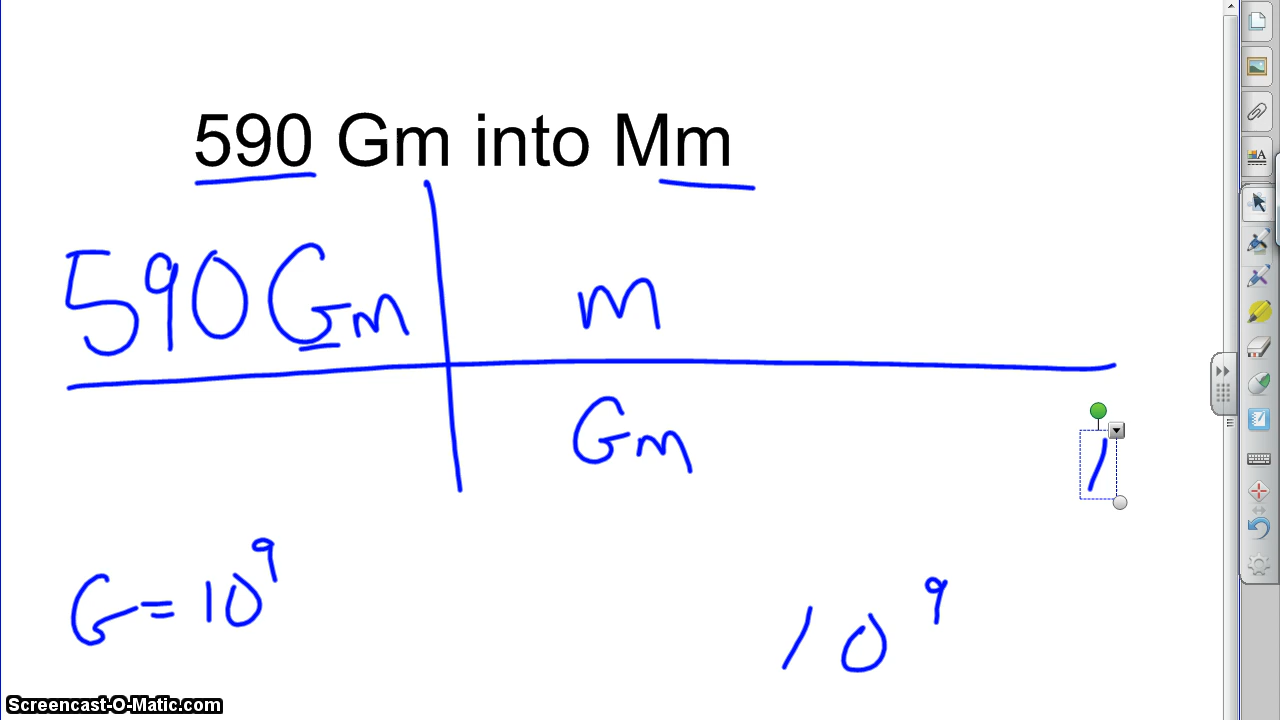 590 Gm into Mm
590 Gm m
Gm 1
G = 10⁹ 10⁹
Screencast-O-Matic.com